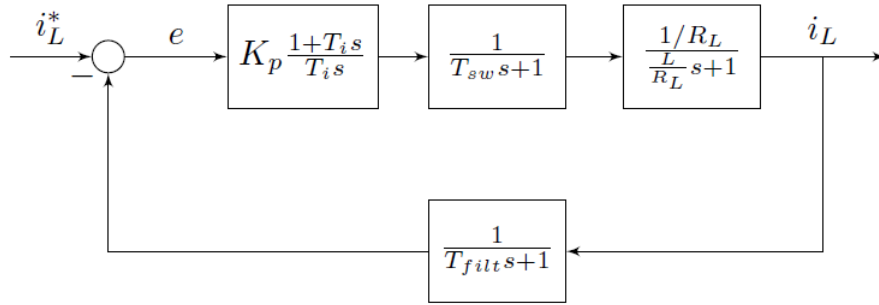 i_L^*
e
−
K_p \frac{1+T_i s}{T_i s}
\frac{1}{T_{sw} s+1}
\frac{1/R_L}{\frac{L}{R_L} s+1}
i_L
\frac{1}{T_{filt} s+1}